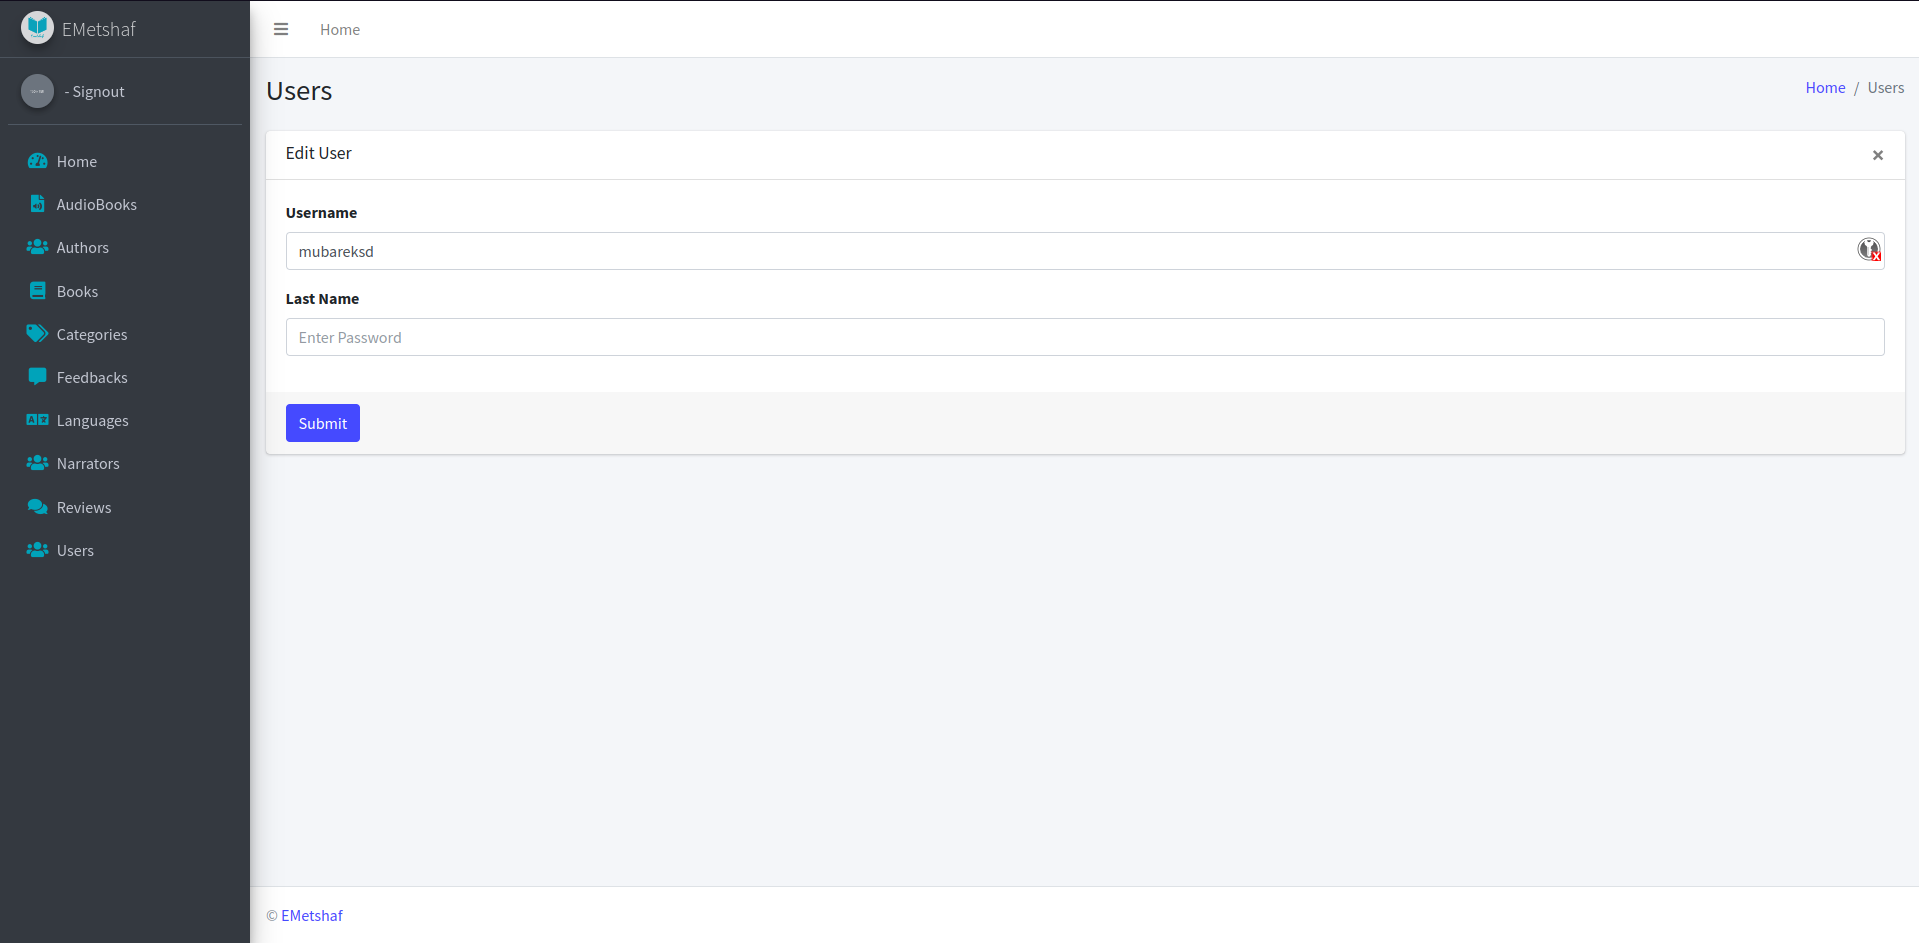 EMetshaf
- Signout
Home
AudioBooks
Authors
Books
Categories
Feedbacks
Languages
Narrators
Reviews
Users
Home
Users
Home / Users
Edit User
Username
mubareksd
Last Name
Enter Password
Submit
© EMetshaf